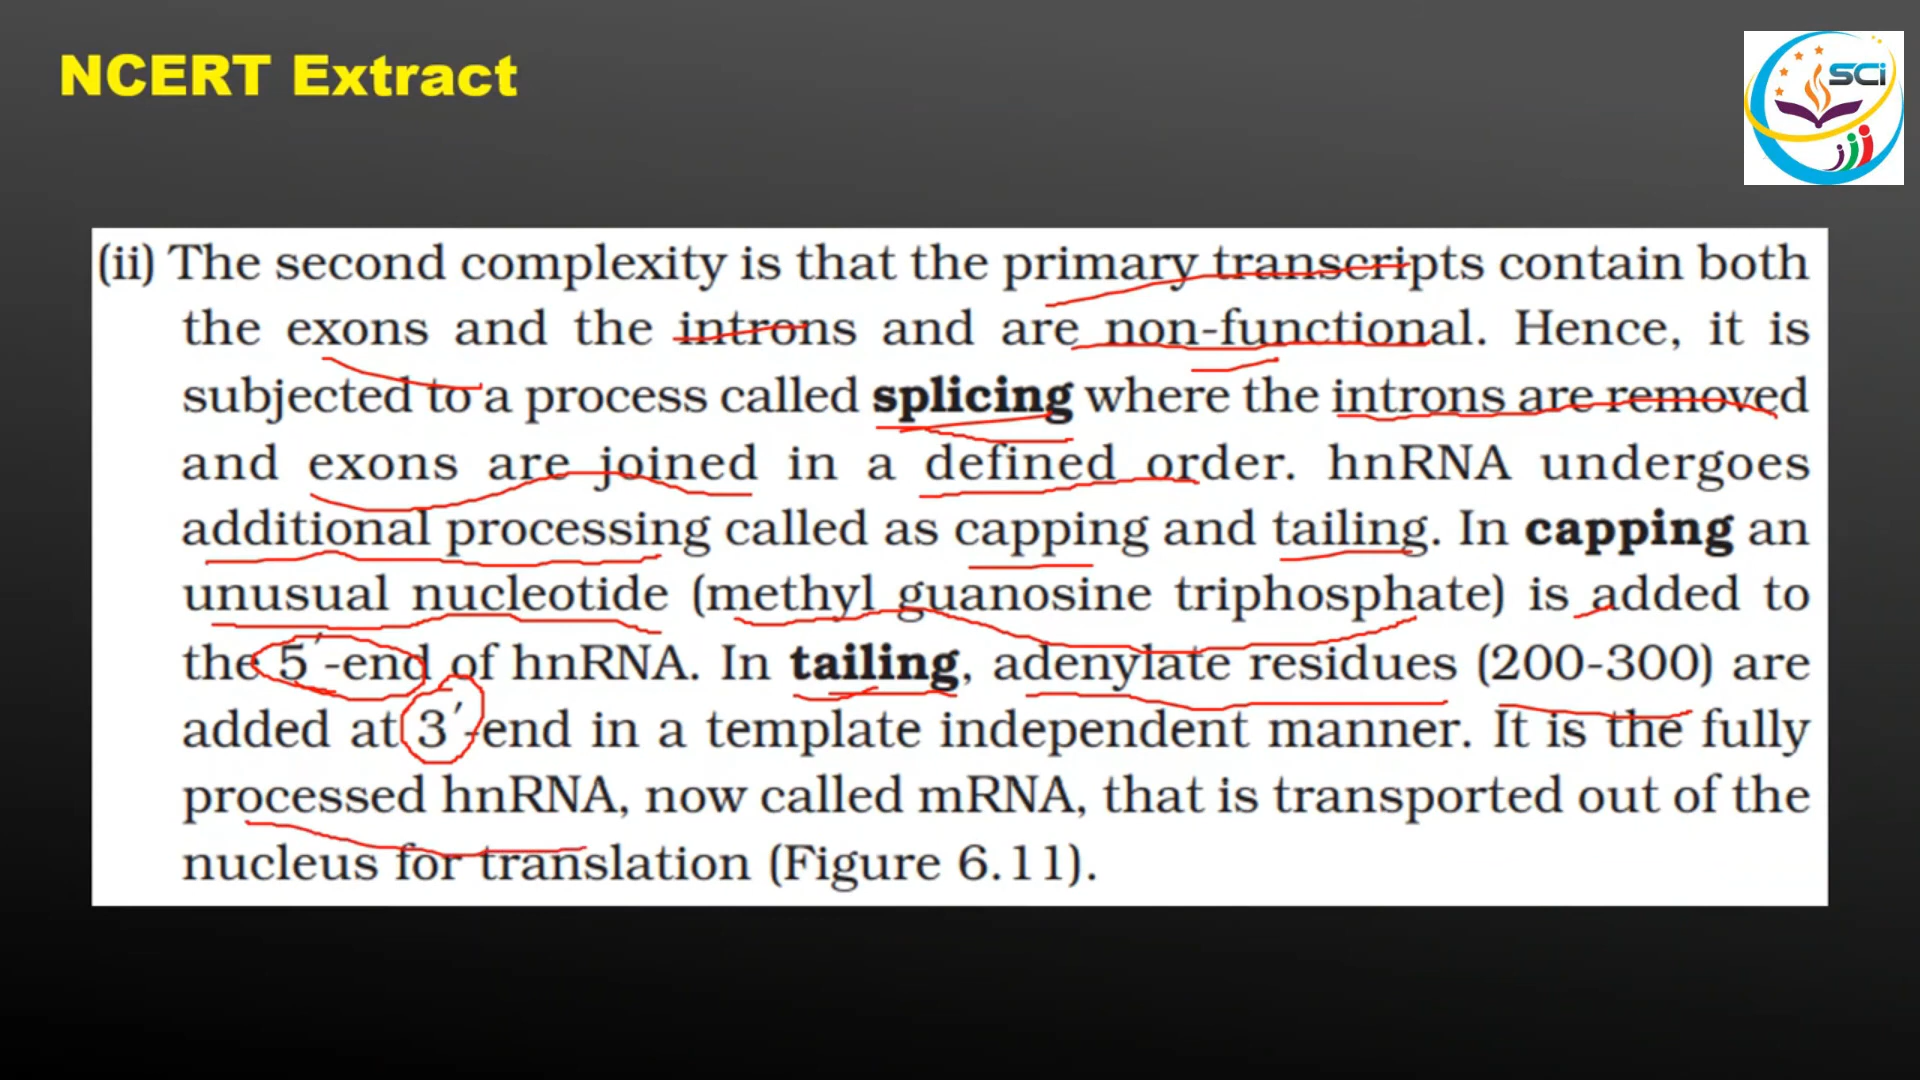 NCERT Extract
SCi
(ii) The second complexity is that the primary transcripts contain both
the exons and the introns and are non-functional. Hence, it is
subjected to a process called splicing where the introns are removed
and exons are joined in a defined order. hnRNA undergoes
additional processing called as capping and tailing. In capping an
unusual nucleotide (methyl guanosine triphosphate) is added to
the 5′-end of hnRNA. In tailing, adenylate residues (200-300) are
added at 3′-end in a template independent manner. It is the fully
processed hnRNA, now called mRNA, that is transported out of the
nucleus for translation (Figure 6.11).